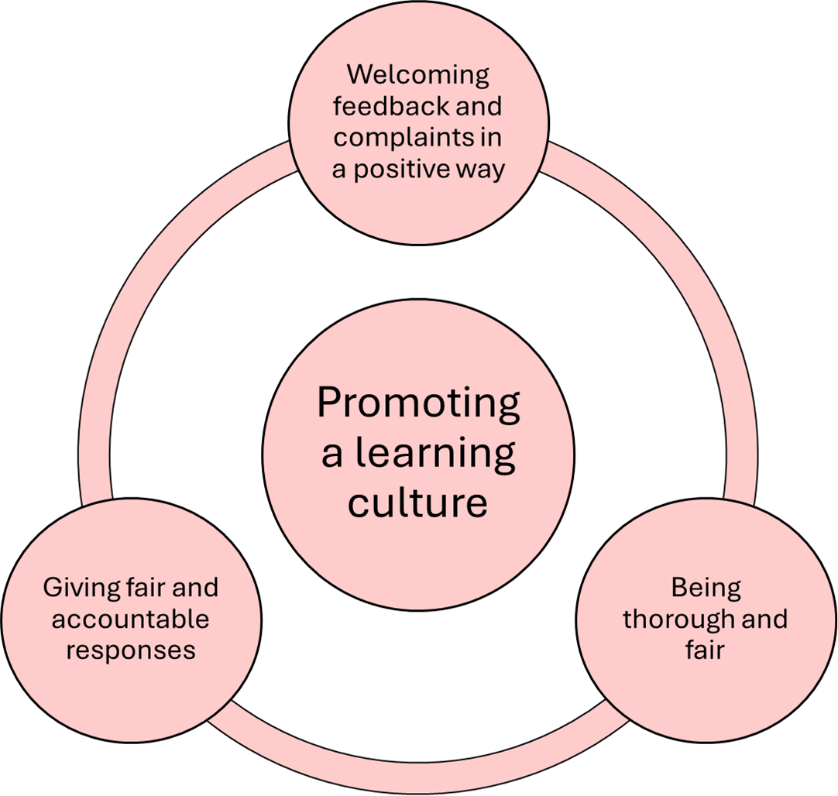 Welcoming
feedback and
complaints in
a positive way
Promoting
a learning
culture
Giving fair and
accountable
responses
Being
thorough and
fair